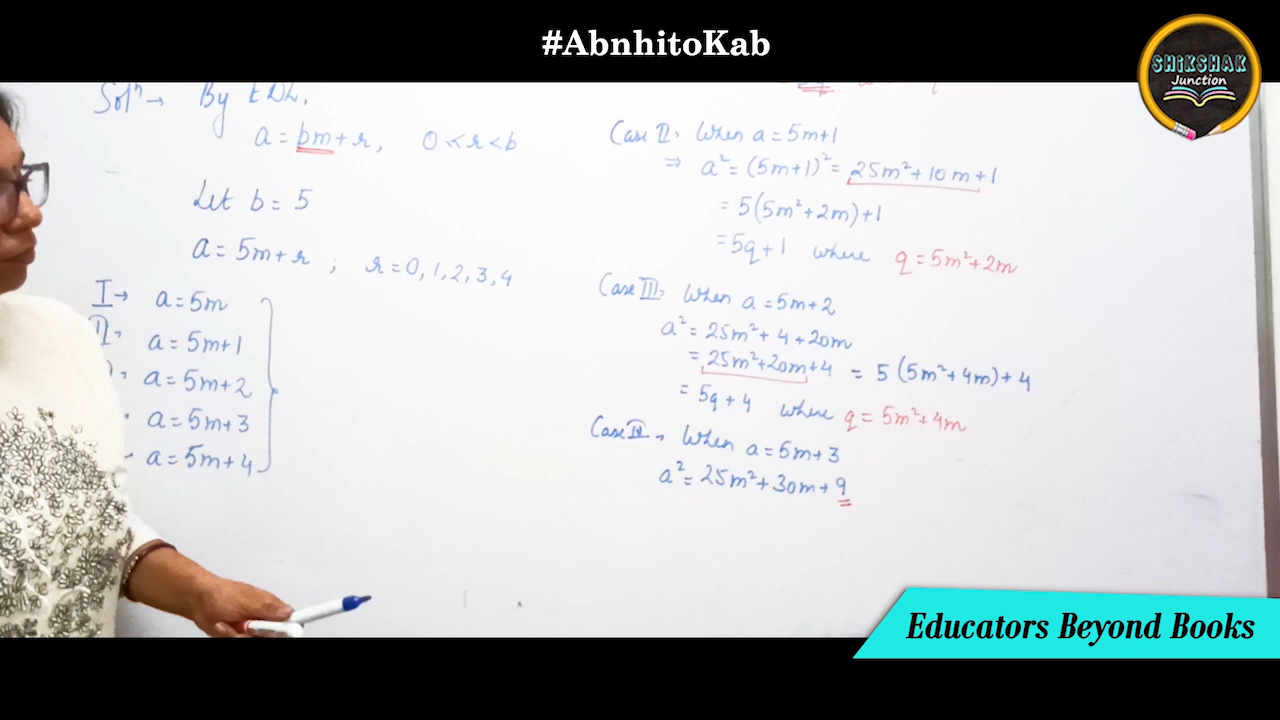 #AbnhitoKab
SHiKSHAK
Junction
Solⁿ → By EDL,
a = bm + r, 0 < r < b
Let b = 5
a = 5m + r ; r = 0, 1, 2, 3, 4
I → a = 5m
II. a = 5m+1
a = 5m+2
a = 5m+3
a = 5m+4
Case II. When a = 5m+1
⇒ a² = (5m+1)² = 25m² + 10m + 1
= 5(5m² + 2m) + 1
= 5q + 1 where q = 5m² + 2m
Case III. When a = 5m+2
a² = 25m² + 4 + 20m
= 25m² + 20m + 4 = 5(5m² + 4m) + 4
= 5q + 4 where q = 5m² + 4m
Case IV. When a = 5m+3
a² = 25m² + 30m + 9
Educators Beyond Books